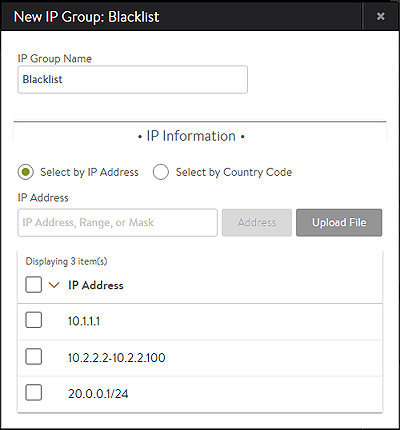 New IP Group: Blacklist
IP Group Name
Blacklist
• IP Information •
Select by IP Address Select by Country Code
IP Address
IP Address, Range, or Mask Address Upload File
Displaying 3 item(s)
IP Address
10.1.1.1
10.2.2.2-10.2.2.100
20.0.0.1/24